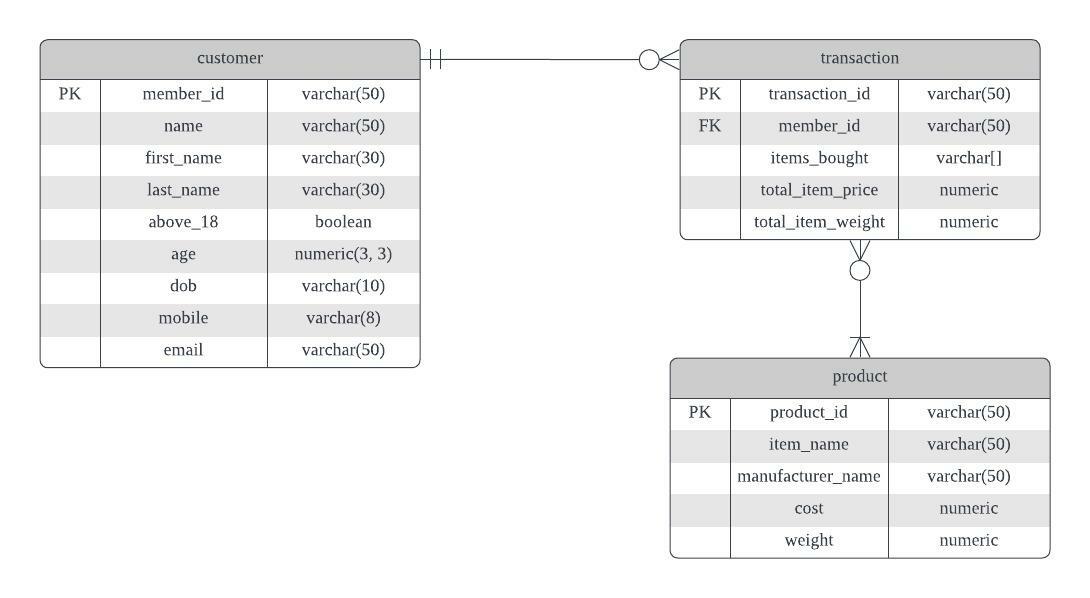 customer
PK member_id varchar(50)
name varchar(50)
first_name varchar(30)
last_name varchar(30)
above_18 boolean
age numeric(3, 3)
dob varchar(10)
mobile varchar(8)
email varchar(50)
transaction
PK transaction_id varchar(50)
FK member_id varchar(50)
items_bought varchar[]
total_item_price numeric
total_item_weight numeric
product
PK product_id varchar(50)
item_name varchar(50)
manufacturer_name varchar(50)
cost numeric
weight numeric